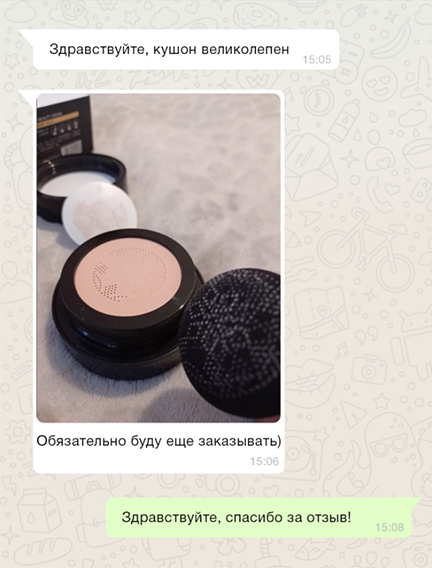 Здравствуйте, кушон великолепен
15:05
Обязательно буду еще заказывать)
15:06
Здравствуйте, спасибо за отзыв!
15:08